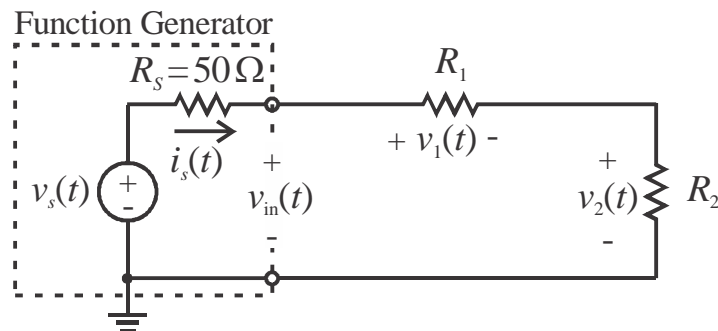 Function Generator
R_S = 50 Ω
R_1
+ v_1(t) -
i_s(t)
+
v_s(t)
+
-
v_in(t)
-
+
v_2(t)
-
R_2